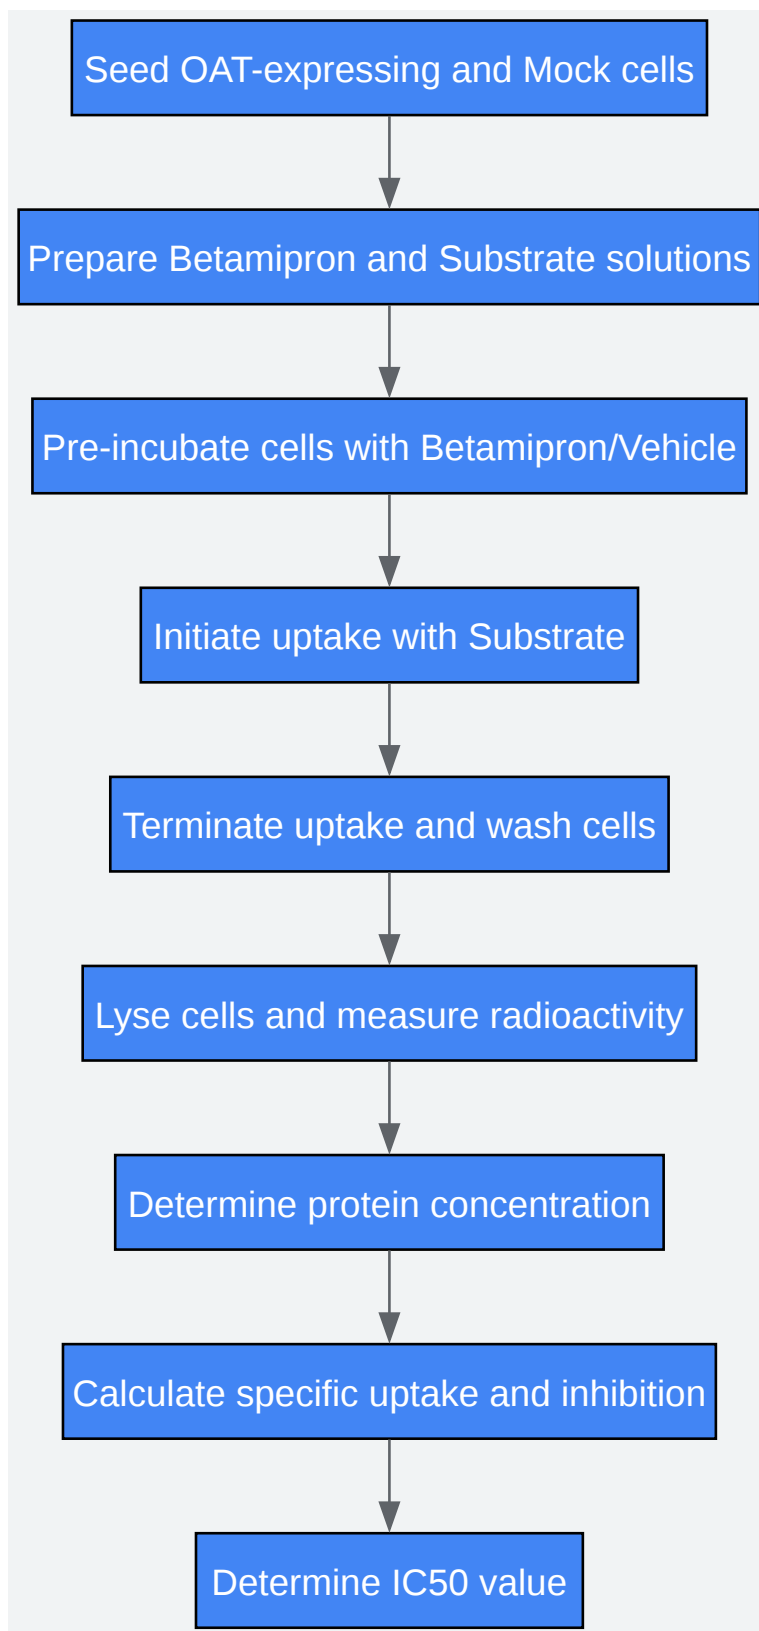 Seed OAT-expressing and Mock cells
Prepare Betamipron and Substrate solutions
Pre-incubate cells with Betamipron/Vehicle
Initiate uptake with Substrate
Terminate uptake and wash cells
Lyse cells and measure radioactivity
Determine protein concentration
Calculate specific uptake and inhibition
Determine IC50 value